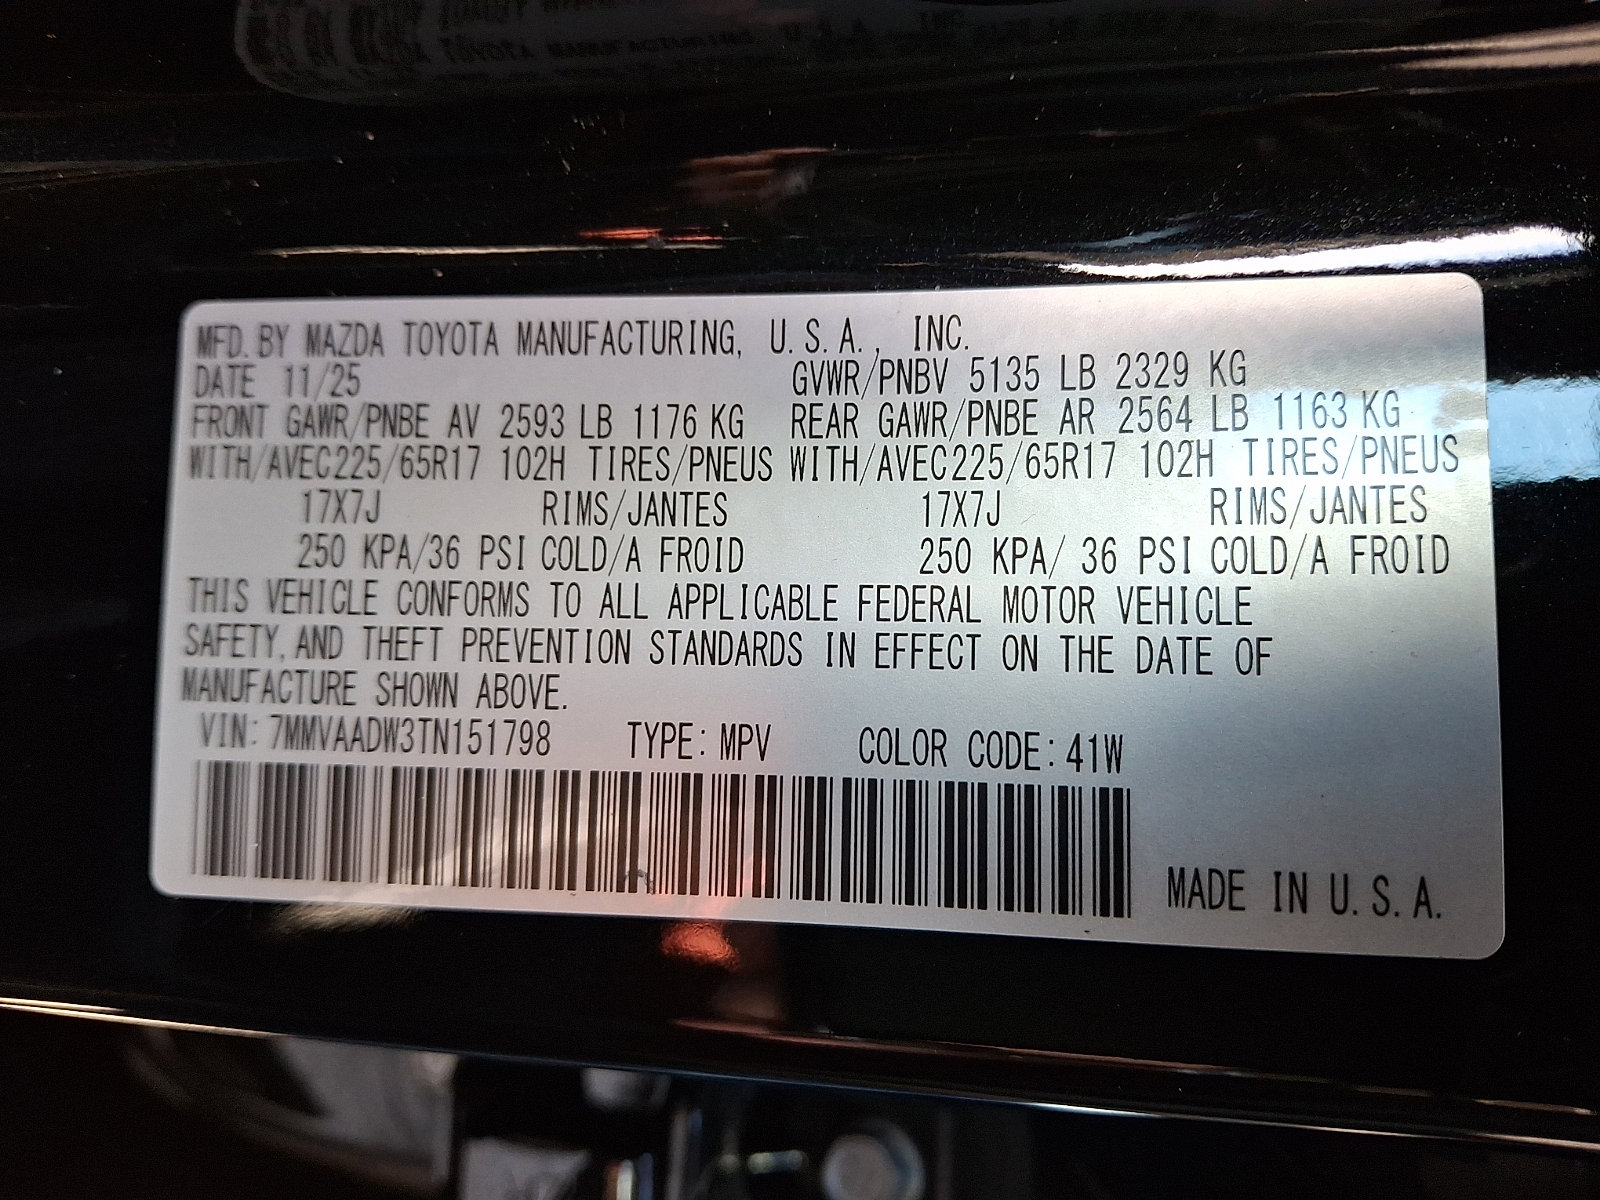 MFD. BY MAZDA TOYOTA MANUFACTURING, U.S.A., INC.
DATE 11/25 GVWR/PNBV 5135 LB 2329 KG
FRONT GAWR/PNBE AV 2593 LB 1176 KG REAR GAWR/PNBE AR 2564 LB 1163 KG
WITH/AVEC225/65R17 102H TIRES/PNEUS WITH/AVEC225/65R17 102H TIRES/PNEUS
17X7J RIMS/JANTES 17X7J RIMS/JANTES
250 KPA/36 PSI COLD/A FROID 250 KPA/ 36 PSI COLD/A FROID
THIS VEHICLE CONFORMS TO ALL APPLICABLE FEDERAL MOTOR VEHICLE
SAFETY, AND THEFT PREVENTION STANDARDS IN EFFECT ON THE DATE OF
MANUFACTURE SHOWN ABOVE.
VIN: 7MMVAADW3TN151798 TYPE: MPV COLOR CODE: 41W
MADE IN U.S.A.